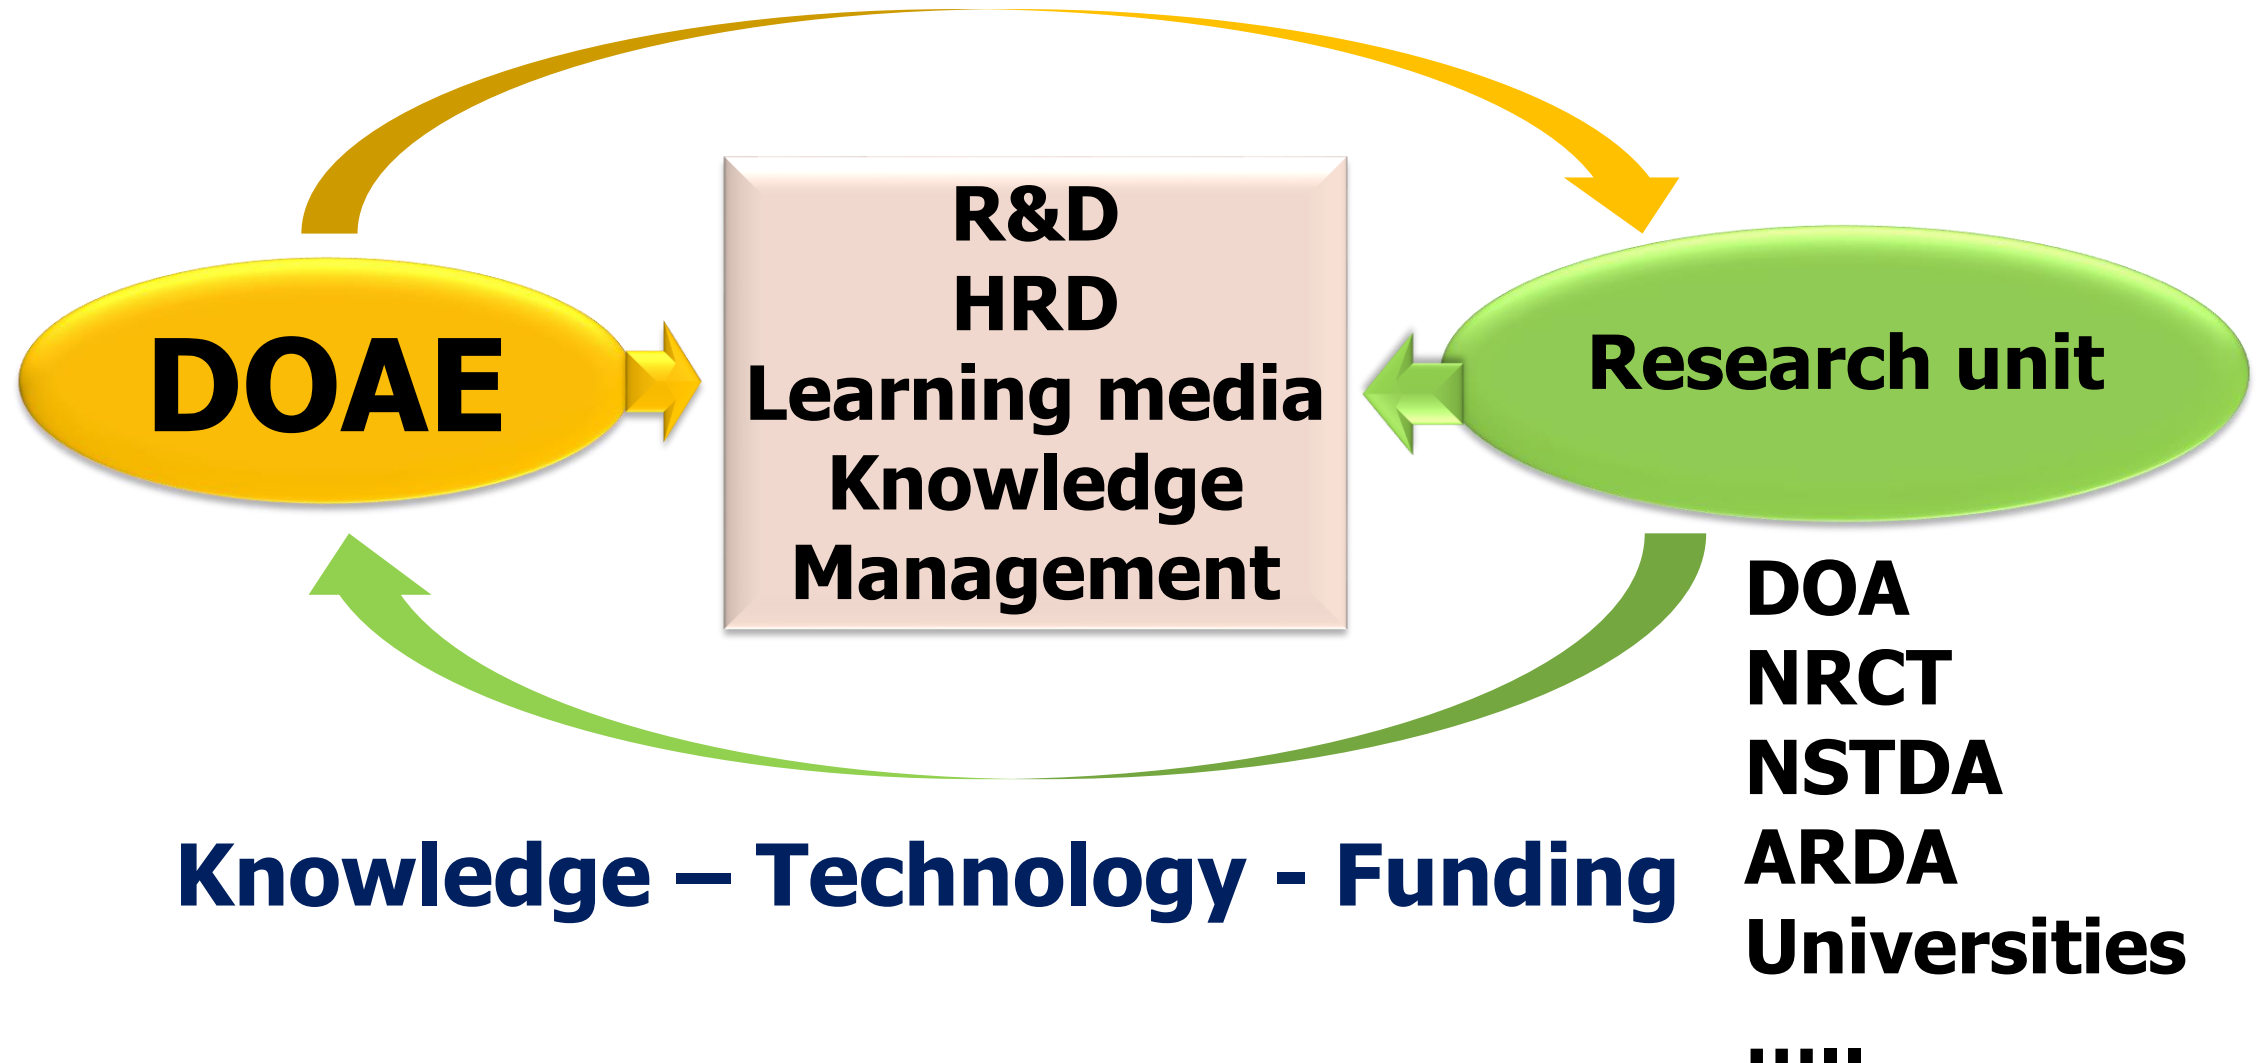 DOAE
R&D
HRD
Learning media
Knowledge
Management
Research unit
DOA
NRCT
NSTDA
ARDA
Universities
Knowledge – Technology - Funding